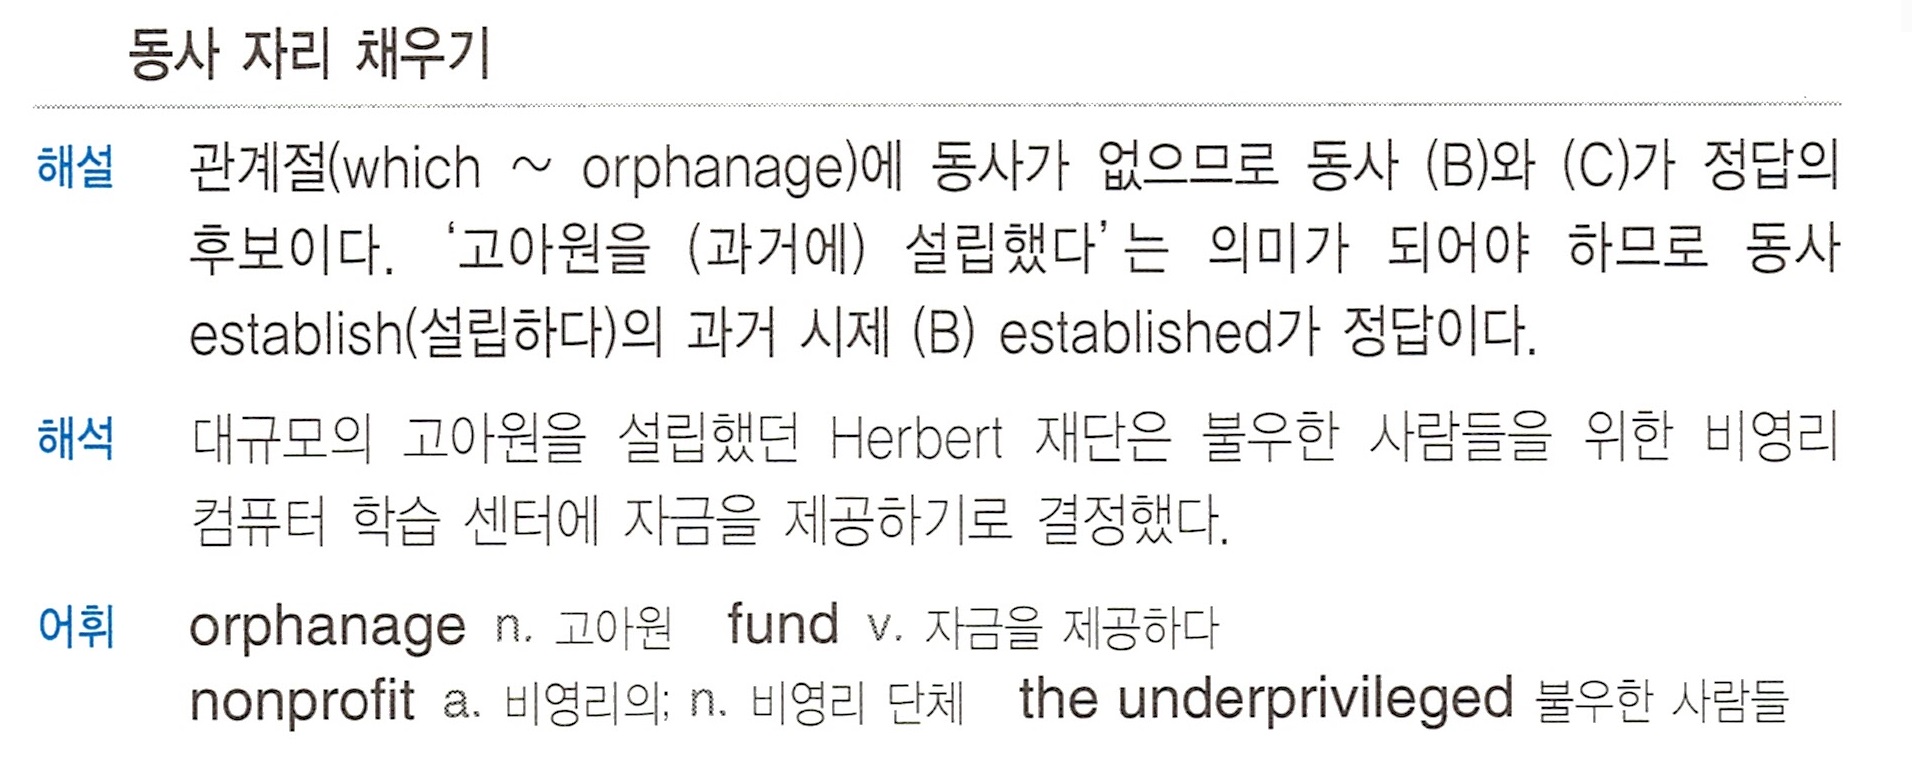 동사 자리 채우기
해설 관계절(which ~ orphanage)에 동사가 없으므로 동사 (B)와 (C)가 정답의
후보이다. ‘고아원을 (과거에) 설립했다’는 의미가 되어야 하므로 동사
establish(설립하다)의 과거 시제 (B) established가 정답이다.
해석 대규모의 고아원을 설립했던 Herbert 재단은 불우한 사람들을 위한 비영리
컴퓨터 학습 센터에 자금을 제공하기로 결정했다.
어휘 orphanage n. 고아원 fund v. 자금을 제공하다
nonprofit a. 비영리의; n. 비영리 단체 the underprivileged 불우한 사람들